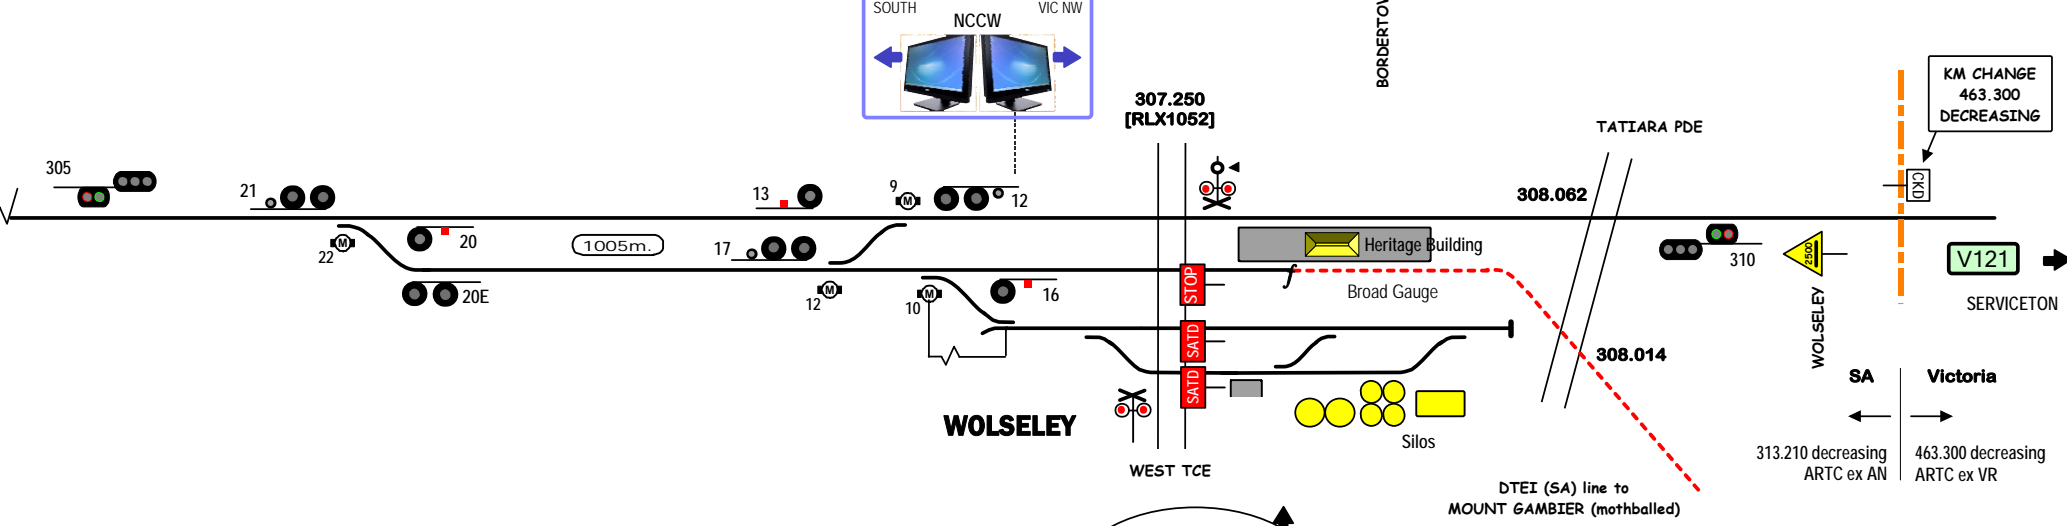 SOUTH
VIC NW
NCCW
BORDERTOW
307.250
[RLX1052]
TATIARA PDE
KM CHANGE
463.300
DECREASING
305
21
13
9
12
308.062
CKD
22
20
1005m.
17
Heritage Building
310
2500
V121
20E
12
10
16
STOP
Broad Gauge
WOLSELEY
SERVICETON
SATD
308.014
SATD
SA
Victoria
WOLSELEY
Silos
WEST TCE
313.210 decreasing
ARTC ex AN
463.300 decreasing
ARTC ex VR
DTEI (SA) line to
MOUNT GAMBIER (mothballed)
M
M
M
M